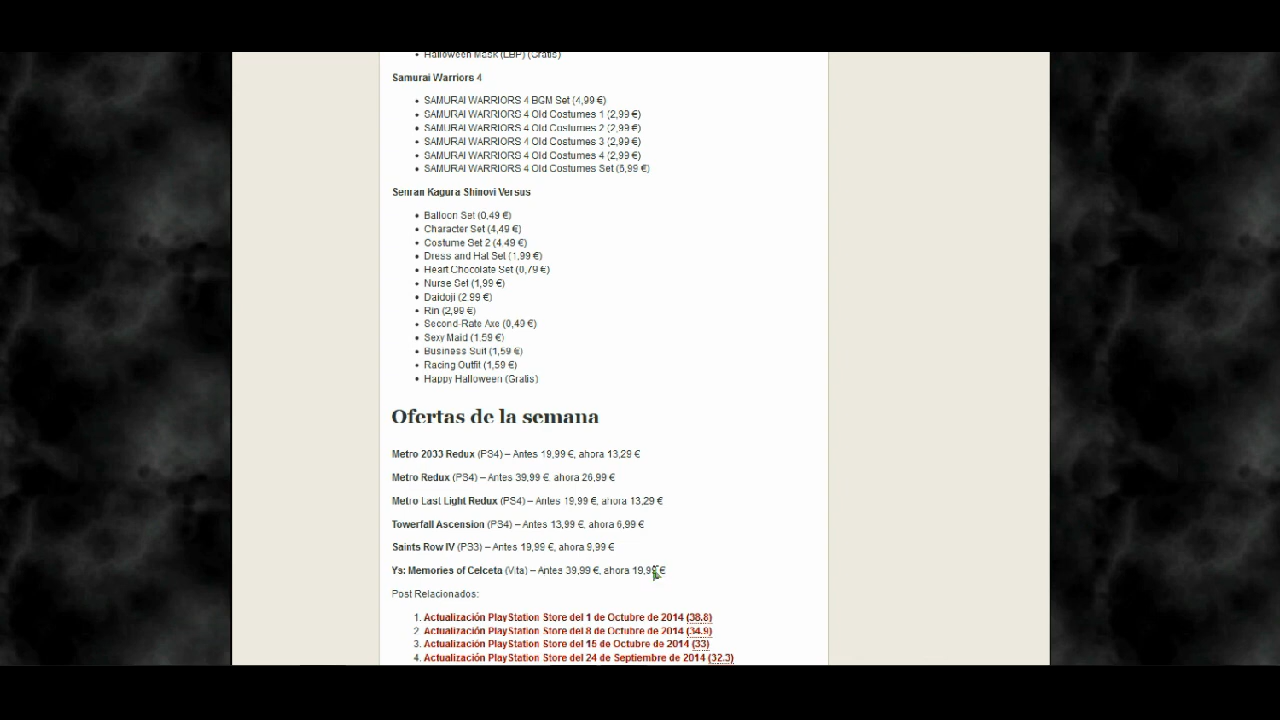 Halloween Mask (LBP) (Gratis)
Samurai Warriors 4
• SAMURAI WARRIORS 4 BGM Set (4,99 €)
• SAMURAI WARRIORS 4 Old Costumes 1 (2,99 €)
• SAMURAI WARRIORS 4 Old Costumes 2 (2,99 €)
• SAMURAI WARRIORS 4 Old Costumes 3 (2,99 €)
• SAMURAI WARRIORS 4 Old Costumes 4 (2,99 €)
• SAMURAI WARRIORS 4 Old Costumes Set (5,99 €)
Senran Kagura Shinovi Versus
• Balloon Set (0,49 €)
• Character Set (4,49 €)
• Costume Set 2 (4,49 €)
• Dress and Hat Set (1,99 €)
• Heart Chocolate Set (0,79 €)
• Nurse Set (1,99 €)
• Daidoji (2,99 €)
• Rin (2,99 €)
• Second-Rate Axe (0,49 €)
• Sexy Maid (1,59 €)
• Business Suit (1,59 €)
• Racing Outfit (1,59 €)
• Happy Halloween (Gratis)
Ofertas de la semana
Metro 2033 Redux (PS4) – Antes 19,99 €, ahora 13,29 €
Metro Redux (PS4) – Antes 39,99 €, ahora 26,99 €
Metro Last Light Redux (PS4) – Antes 19,99 €, ahora 13,29 €
Towerfall Ascension (PS4) – Antes 13,99 €, ahora 6,99 €
Saints Row IV (PS3) – Antes 19,99 €, ahora 9,99 €
Ys: Memories of Celceta (Vita) – Antes 39,99 €, ahora 19,99 €
Post Relacionados:
1. Actualización PlayStation Store del 1 de Octubre de 2014 (38.8)
2. Actualización PlayStation Store del 8 de Octubre de 2014 (34.9)
3. Actualización PlayStation Store del 15 de Octubre de 2014 (33)
4. Actualización PlayStation Store del 24 de Septiembre de 2014 (32.3)